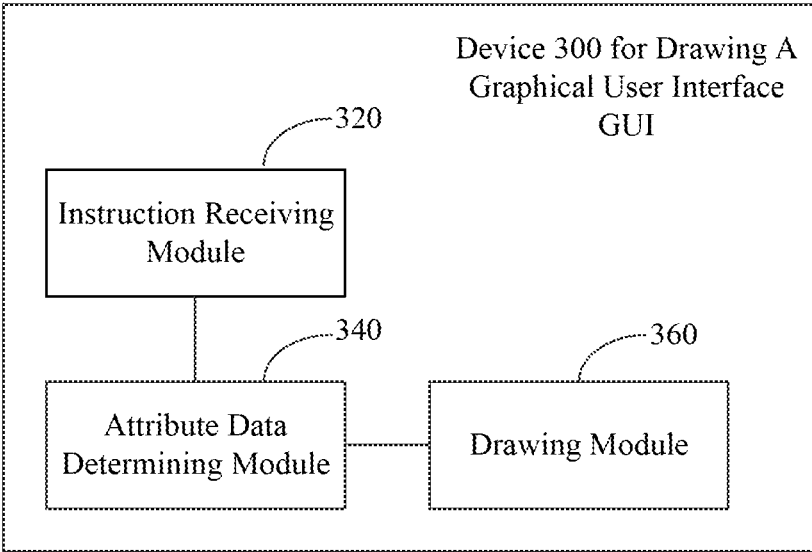 Device 300 for Drawing A
Graphical User Interface
GUI
320
Instruction Receiving
Module
340
Attribute Data
Determining Module
360
Drawing Module